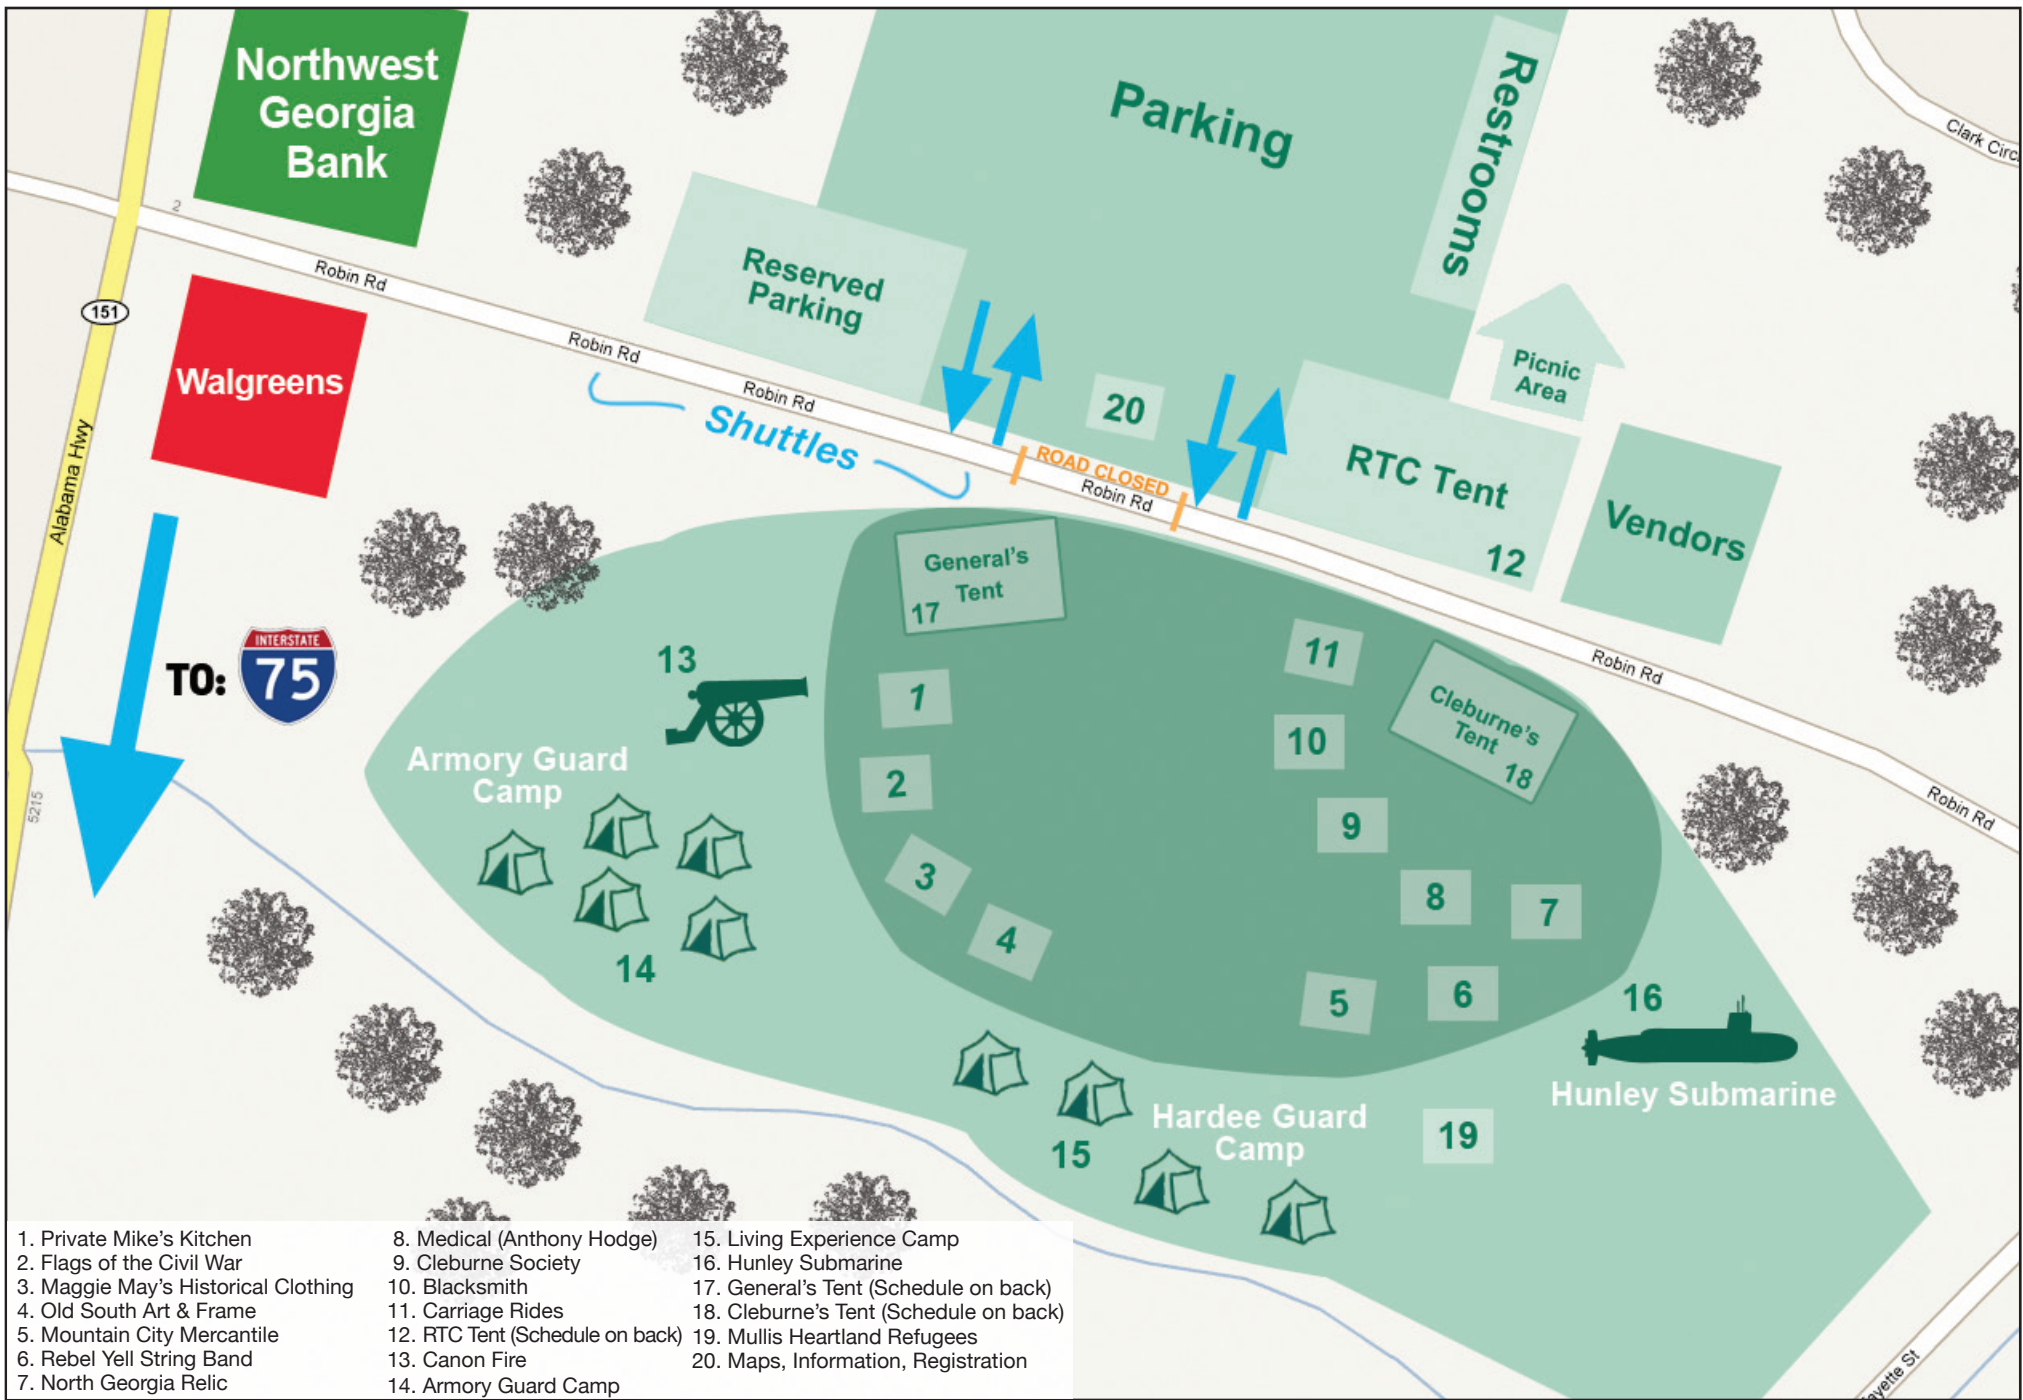 Northwest
Georgia
Bank
Parking
Restrooms
Clark Circ
2
Robin Rd
Reserved
Parking
151
Walgreens
Robin Rd
Robin Rd
Shuttles
20
ROAD CLOSED
Robin Rd
Picnic
Area
RTC Tent
12
Vendors
Alabama Hwy
General's
Tent
17
TO:
INTERSTATE
75
13
1
11
Cleburne's
Tent
18
Robin Rd
Armory Guard
Camp
2
10
9
5215
Robin Rd
3
4
8
7
14
5
6
16
Hunley Submarine
Hardee Guard
Camp
15
19
1. Private Mike's Kitchen
2. Flags of the Civil War
3. Maggie May's Historical Clothing
4. Old South Art & Frame
5. Mountain City Mercantile
6. Rebel Yell String Band
7. North Georgia Relic
8. Medical (Anthony Hodge)
9. Cleburne Society
10. Blacksmith
11. Carriage Rides
12. RTC Tent (Schedule on back)
13. Canon Fire
14. Armory Guard Camp
15. Living Experience Camp
16. Hunley Submarine
17. General's Tent (Schedule on back)
18. Cleburne's Tent (Schedule on back)
19. Mullis Heartland Refugees
20. Maps, Information, Registration
ayette St